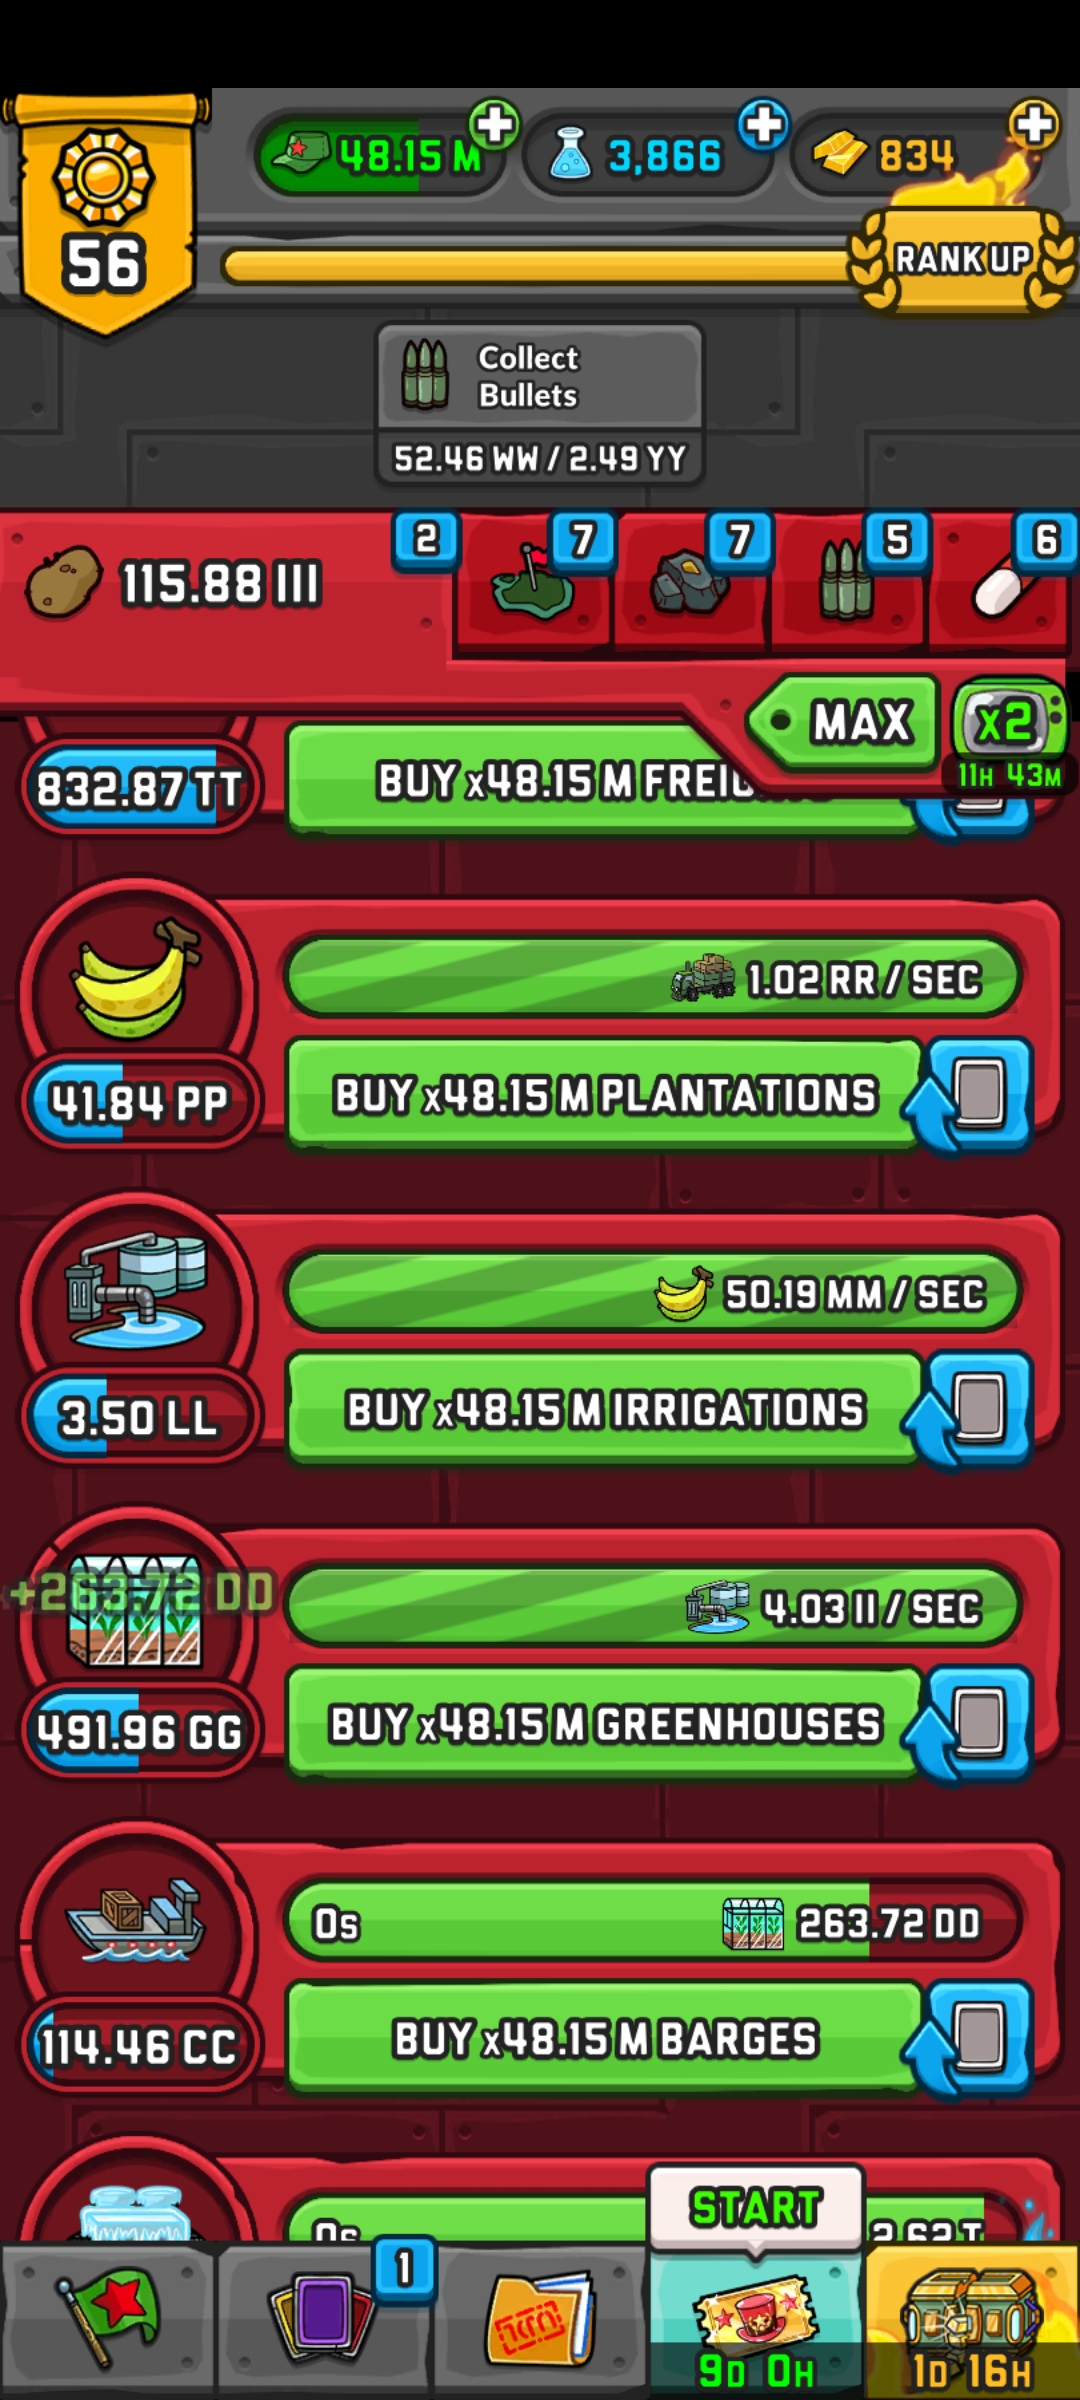 48.15 M
3,866
834
56
RANK UP
Collect
Bullets
52.46 WW / 2.49 YY
115.88 III
2
7
7
5
6
MAX
x2
11H 43M
832.87 TT
BUY x48.15 M
1.02 RR / SEC
41.84 PP
BUY x48.15 M PLANTATIONS
50.19 MM / SEC
3.50 LL
BUY x48.15 M IRRIGATIONS
+263.72 DD
4.03 II / SEC
491.96 GG
BUY x48.15 M GREENHOUSES
0s
263.72 DD
114.46 CC
BUY x48.15 M BARGES
0s
2.62 T
START
1
9D 0H
1D 16H